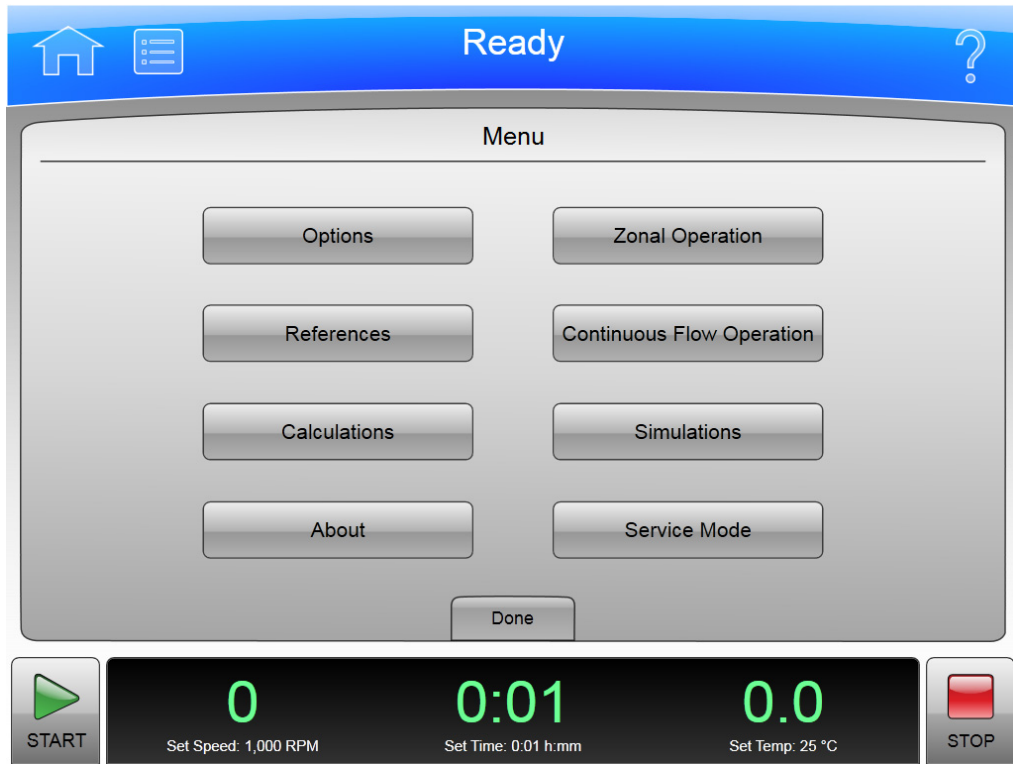 Ready
Menu
Options
Zonal Operation
References
Continuous Flow Operation
Calculations
Simulations
About
Service Mode
Done
START
0
0:01
0.0
Set Speed: 1,000 RPM
Set Time: 0:01 h:mm
Set Temp: 25 °C
STOP